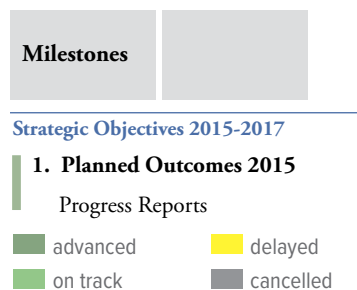 Milestones
Strategic Objectives 2015-2017
1. Planned Outcomes 2015
Progress Reports
advanced delayed
on track cancelled